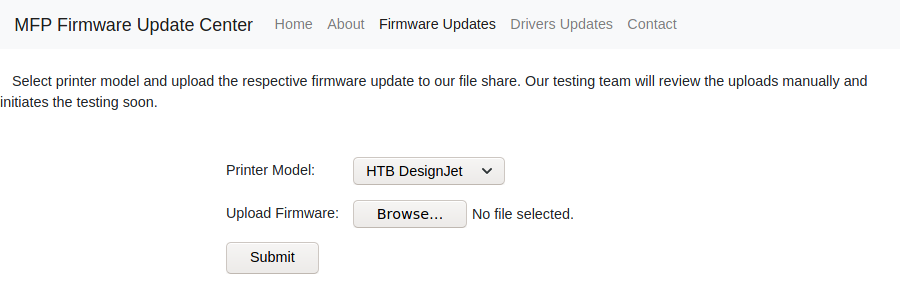 MFP Firmware Update Center Home About Firmware Updates Drivers Updates Contact
Select printer model and upload the respective firmware update to our file share. Our testing team will review the uploads manually and
initiates the testing soon.
Printer Model: HTB DesignJet
Upload Firmware: Browse... No file selected.
Submit